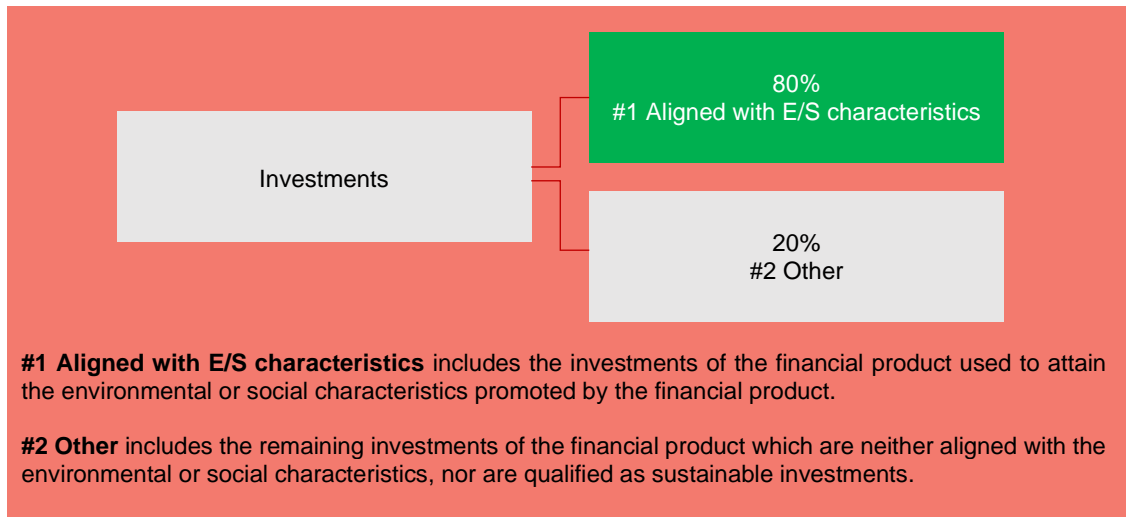 80%
#1 Aligned with E/S characteristics
Investments
20%
#2 Other
#1 Aligned with E/S characteristics includes the investments of the financial product used to attain
the environmental or social characteristics promoted by the financial product.
#2 Other includes the remaining investments of the financial product which are neither aligned with the
environmental or social characteristics, nor are qualified as sustainable investments.